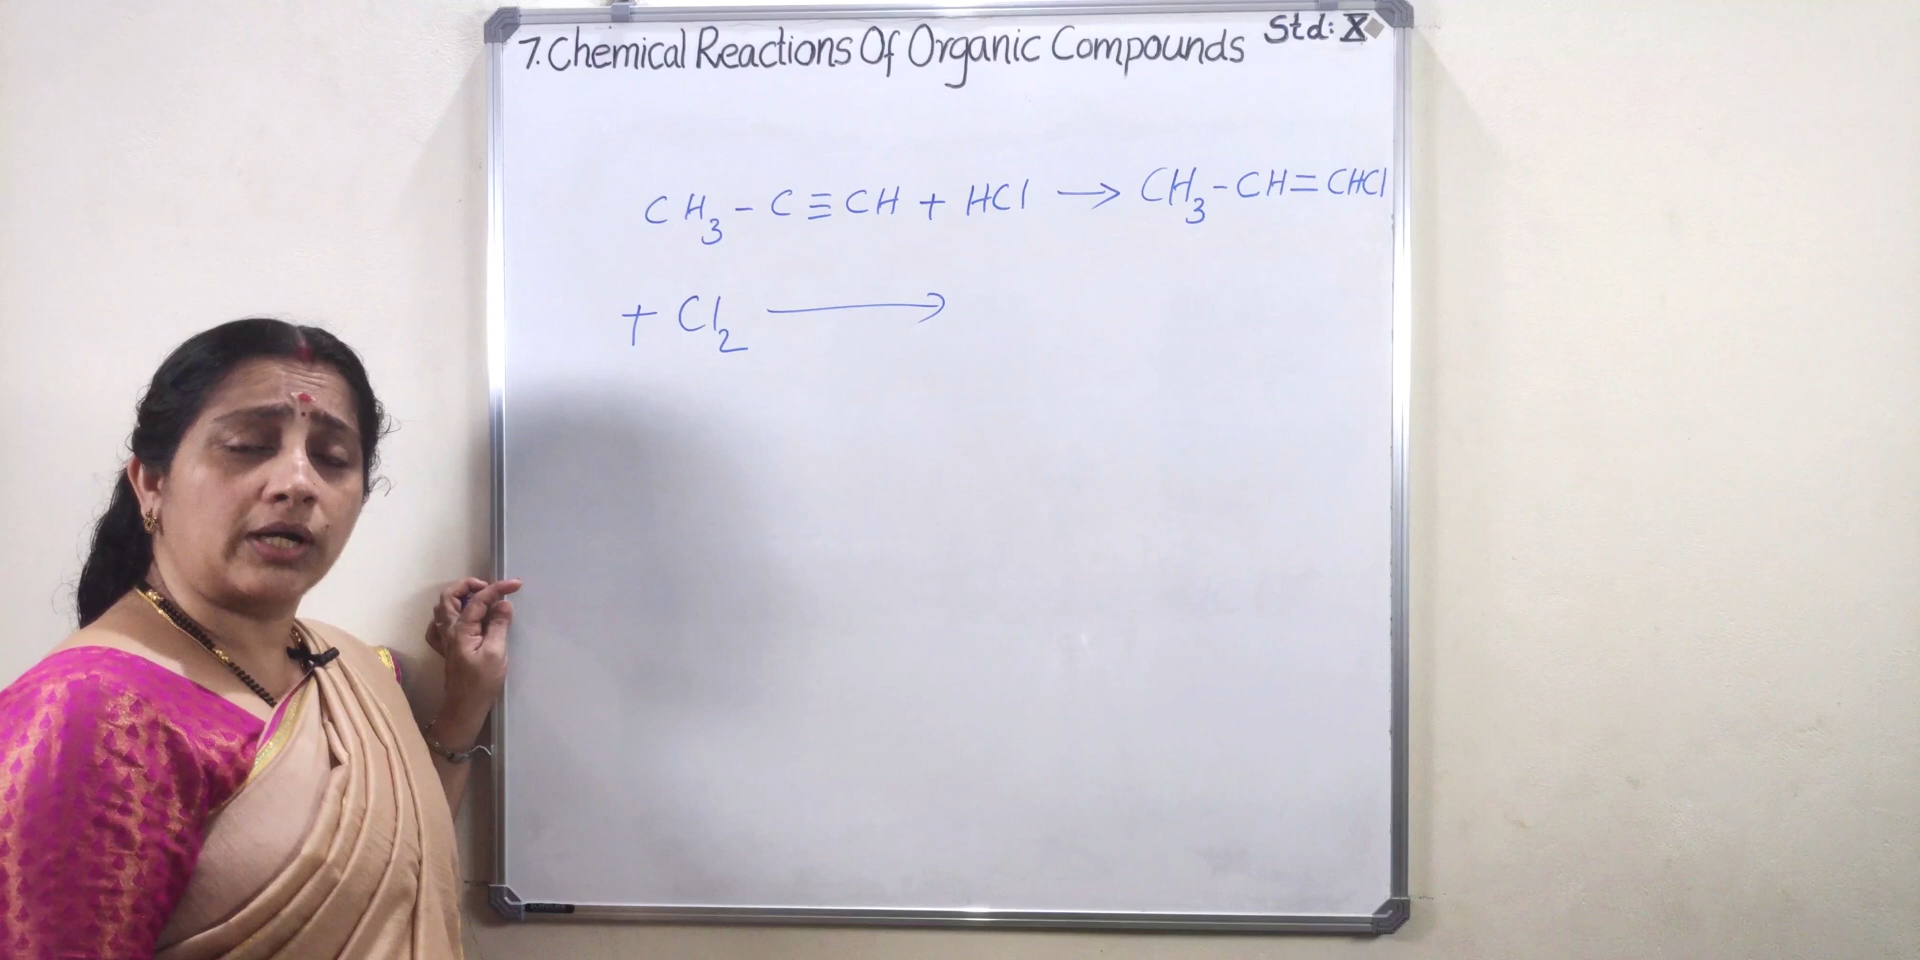 7. Chemical Reactions Of Organic Compounds Std: X
CH₃ - C ≡ CH + HCl → CH₃ - CH = CHCl
+ Cl₂ →